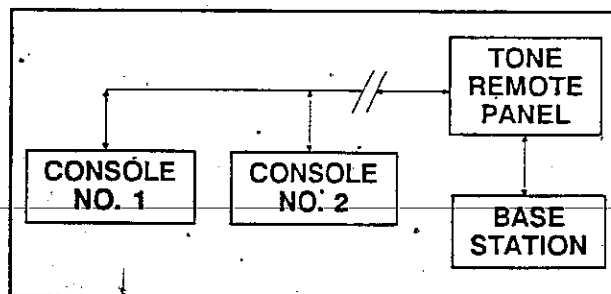 TONE
REMOTE
PANEL
CONSOLE
NO. 1
CONSOLE
NO. 2
BASE
STATION